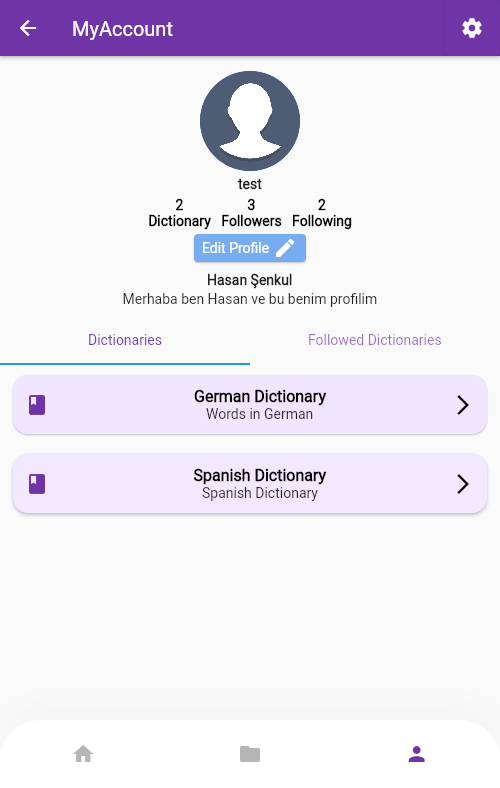 MyAccount
test
2 3 2
Dictionary Followers Following
Edit Profile
Hasan Şenkul
Merhaba ben Hasan ve bu benim profilim
Dictionaries Followed Dictionaries
German Dictionary
Words in German
Spanish Dictionary
Spanish Dictionary